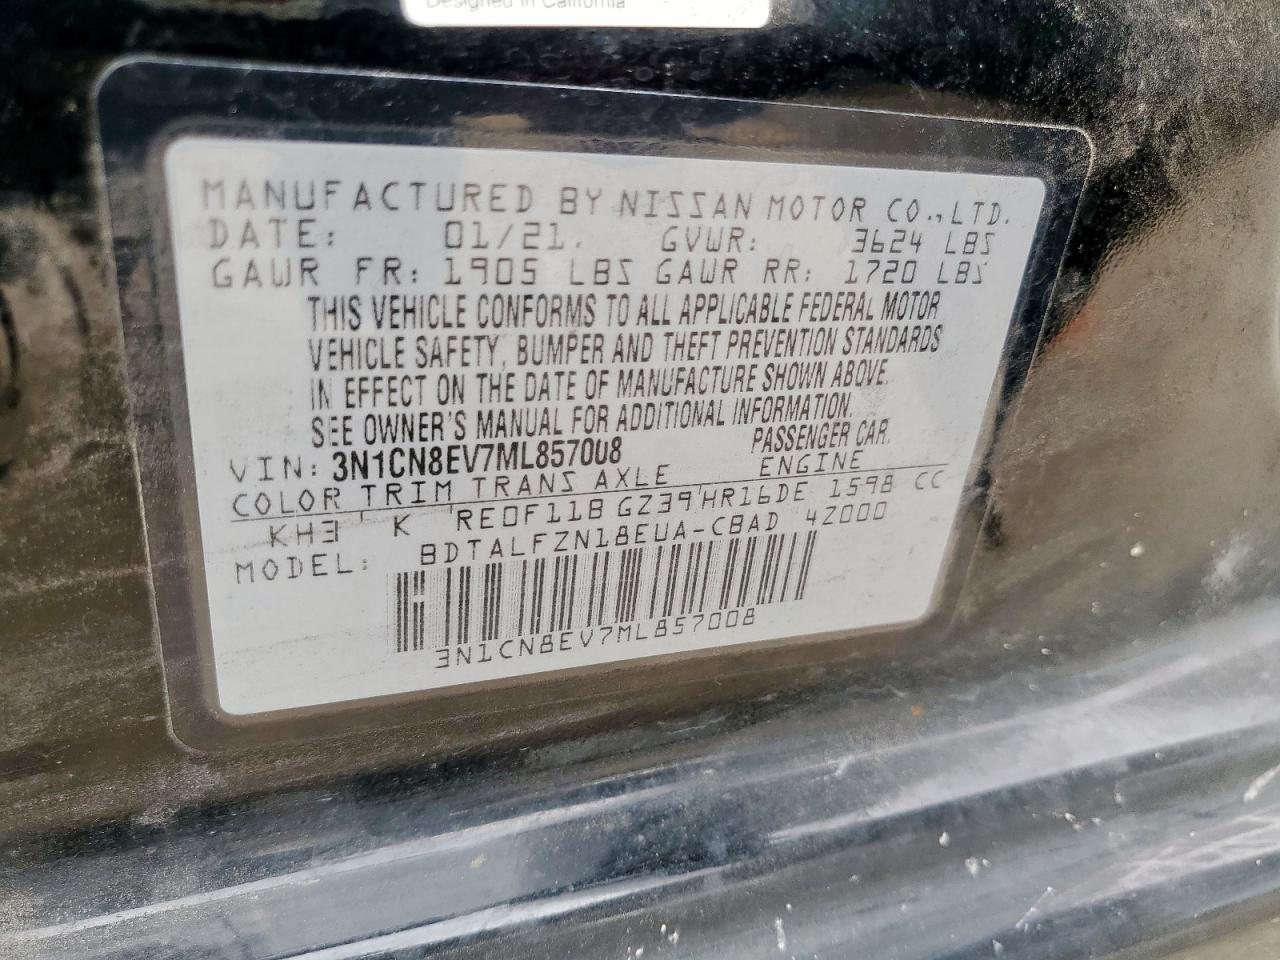 Designed in California
MANUFACTURED BY NISSAN MOTOR CO., LTD.
DATE: 01/21. GVWR: 3624 LBS
GAWR FR: 1905 LBS GAWR RR: 1720 LBS
THIS VEHICLE CONFORMS TO ALL APPLICABLE FEDERAL MOTOR
VEHICLE SAFETY, BUMPER AND THEFT PREVENTION STANDARDS
IN EFFECT ON THE DATE OF MANUFACTURE SHOWN ABOVE.
SEE OWNER'S MANUAL FOR ADDITIONAL INFORMATION.
VIN: 3N1CN8EV7ML857008 PASSENGER CAR.
COLOR TRIM TRANS AXLE ENGINE
KH3 K RE0F11B GZ39 HR16DE 1598 CC
MODEL: BDTALFZN18EUA-CBAD 42000
3N1CN8EV7ML857008